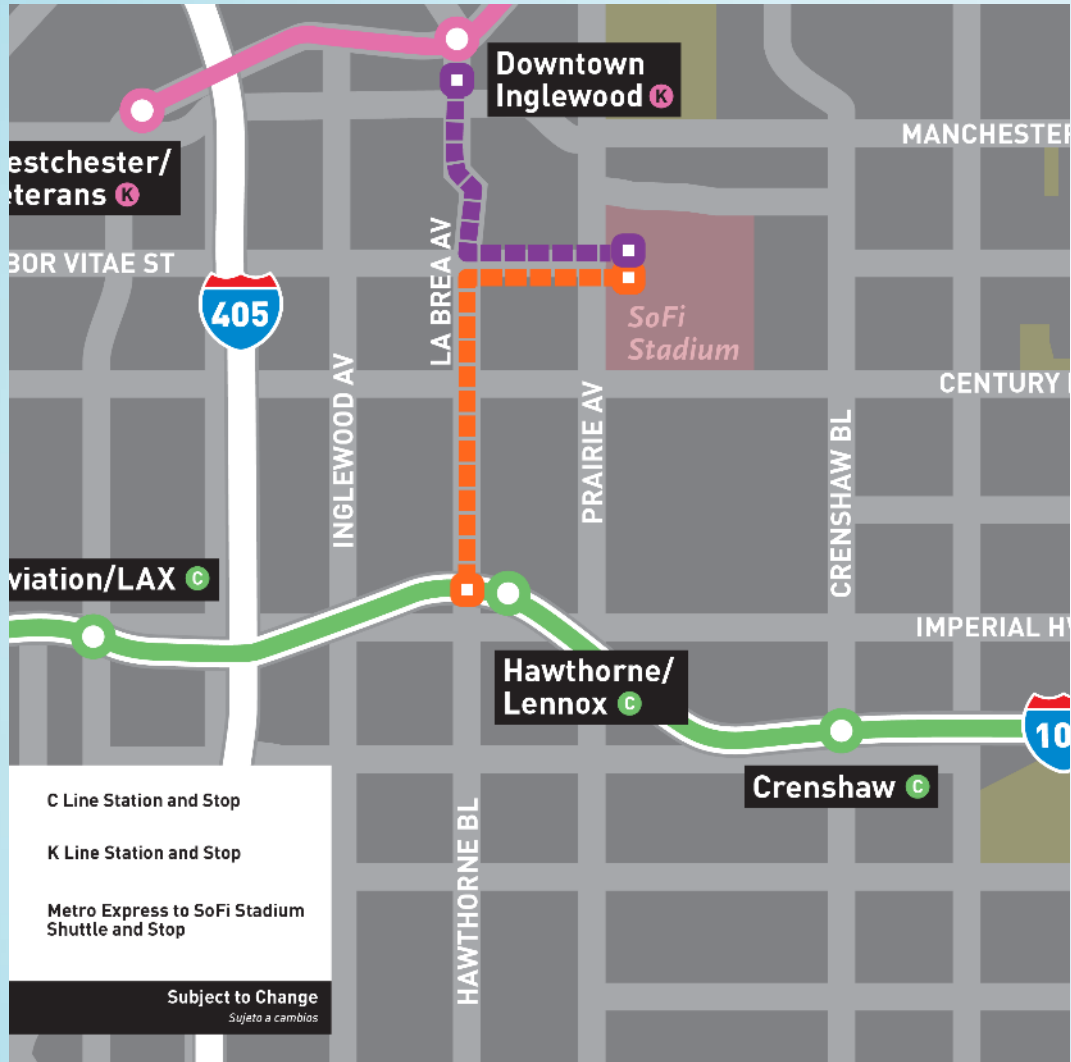 Downtown
Inglewood K
MANCHESTER
estchester/
eterans K
BOR VITAE ST
LA BREA AV
405
SoFi
Stadium
CENTURY
INGLEWOOD AV
PRAIRIE AV
CRENSHAW BL
viation/LAX C
IMPERIAL HW
Hawthorne/
Lennox C
10
Crenshaw C
HAWTHORNE BL
C Line Station and Stop
K Line Station and Stop
Metro Express to SoFi Stadium
Shuttle and Stop
Subject to Change
Sujeto a cambios